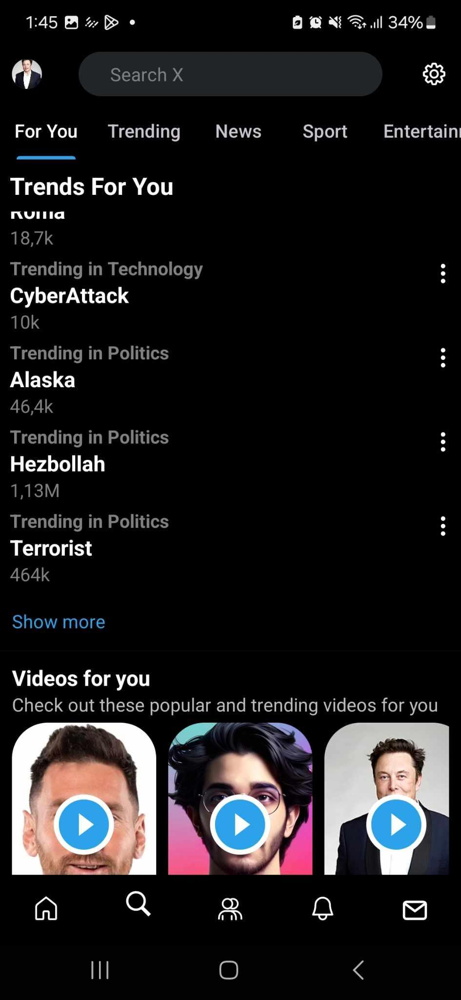 1:45 34%
Search X
For You Trending News Sport Entertain
Trends For You
Roma
18,7k
Trending in Technology
CyberAttack
10k
Trending in Politics
Alaska
46,4k
Trending in Politics
Hezbollah
1,13M
Trending in Politics
Terrorist
464k
Show more
Videos for you
Check out these popular and trending videos for you